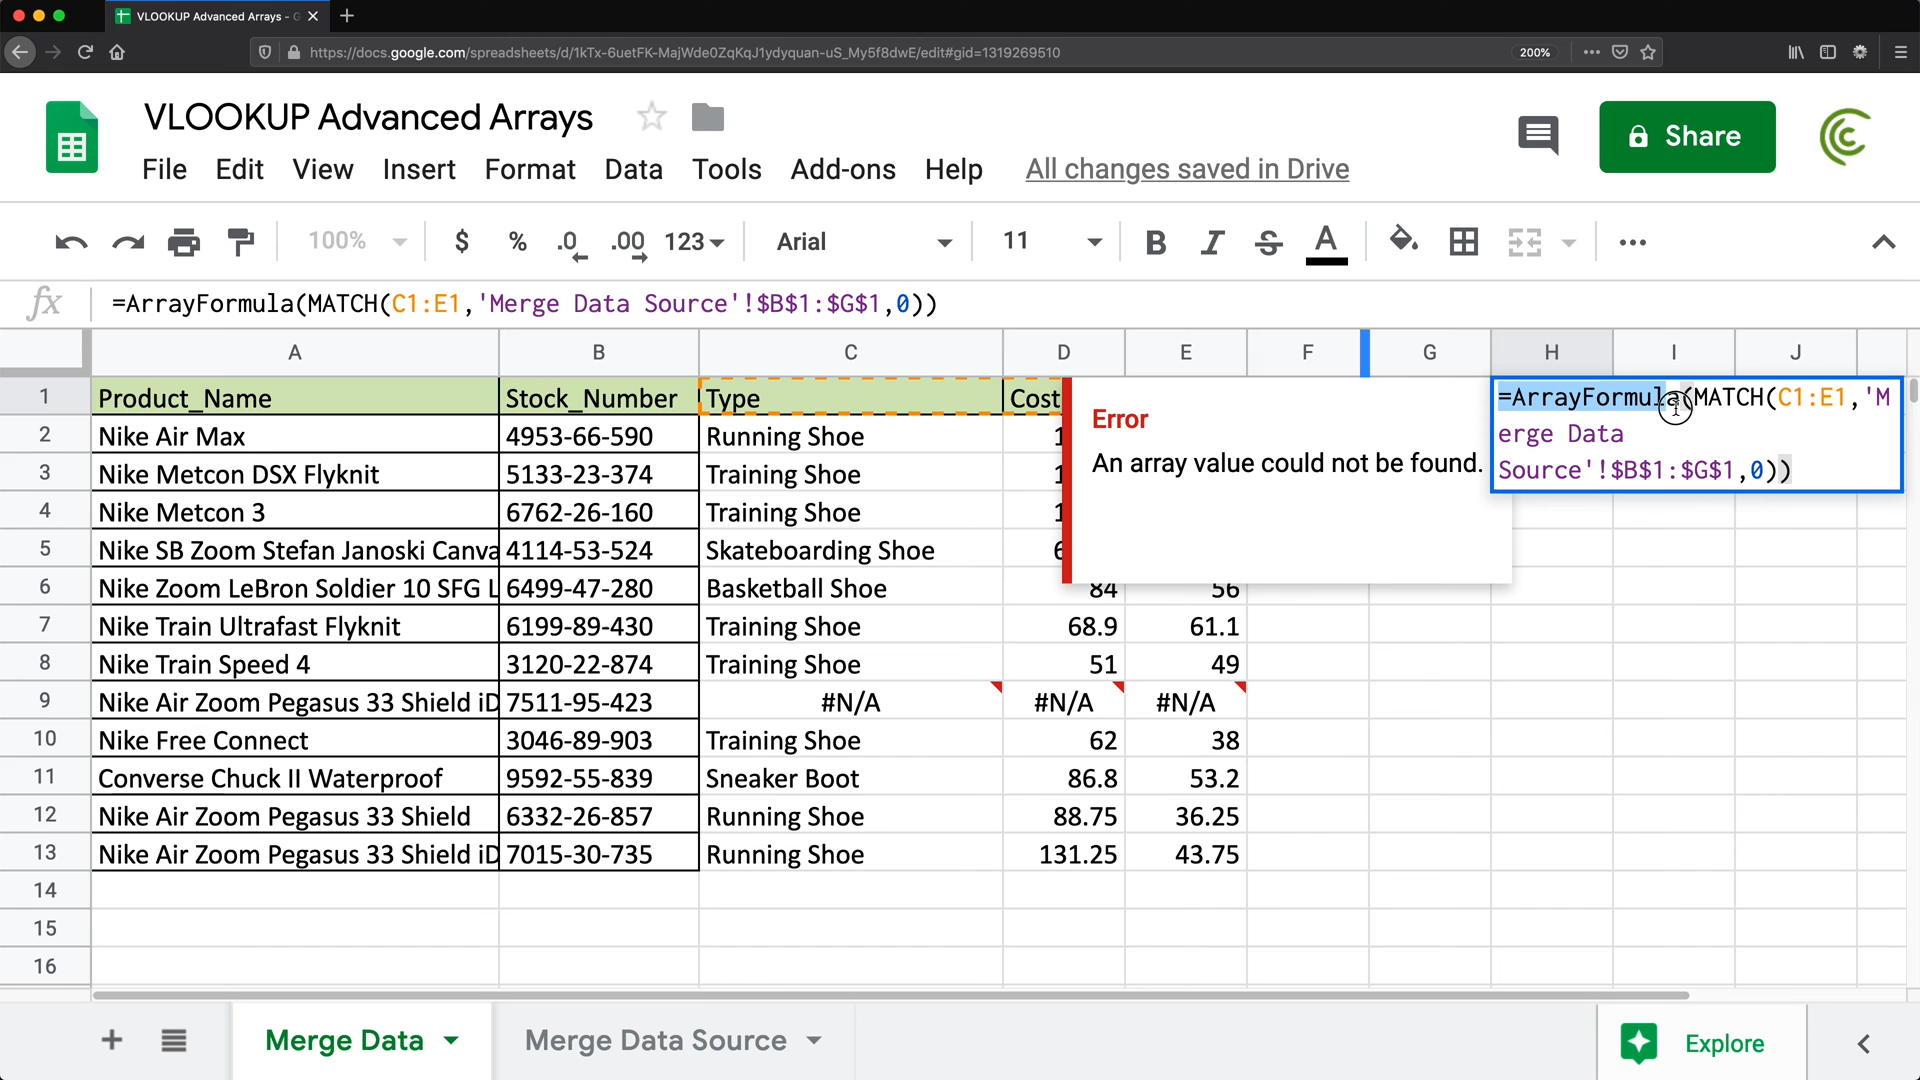 VLOOKUP Advanced Arrays - G
https://docs.google.com/spreadsheets/d/1kTx-6uetFK-MajWde0ZqKqJ1ydyquan-uS_My5f8dwE/edit#gid=1319269510
200%
VLOOKUP Advanced Arrays
Share
File Edit View Insert Format Data Tools Add-ons Help All changes saved in Drive
100% $ % .0 .00 123 Arial 11 B I S A
fx =ArrayFormula(MATCH(C1:E1,'Merge Data Source'!$B$1:$G$1,0))
A B C D E F G H I J
1 Product_Name Stock_Number Type Cost
2 Nike Air Max 4953-66-590 Running Shoe 1
3 Nike Metcon DSX Flyknit 5133-23-374 Training Shoe 1
4 Nike Metcon 3 6762-26-160 Training Shoe 1
5 Nike SB Zoom Stefan Janoski Canva 4114-53-524 Skateboarding Shoe 6
6 Nike Zoom LeBron Soldier 10 SFG L 6499-47-280 Basketball Shoe 84 56
7 Nike Train Ultrafast Flyknit 6199-89-430 Training Shoe 68.9 61.1
8 Nike Train Speed 4 3120-22-874 Training Shoe 51 49
9 Nike Air Zoom Pegasus 33 Shield iD 7511-95-423 #N/A #N/A #N/A
10 Nike Free Connect 3046-89-903 Training Shoe 62 38
11 Converse Chuck II Waterproof 9592-55-839 Sneaker Boot 86.8 53.2
12 Nike Air Zoom Pegasus 33 Shield 6332-26-857 Running Shoe 88.75 36.25
13 Nike Air Zoom Pegasus 33 Shield iD 7015-30-735 Running Shoe 131.25 43.75
14
15
16
Error
An array value could not be found.
=ArrayFormula(MATCH(C1:E1,'M
erge Data
Source'!$B$1:$G$1,0))
Merge Data Merge Data Source Explore